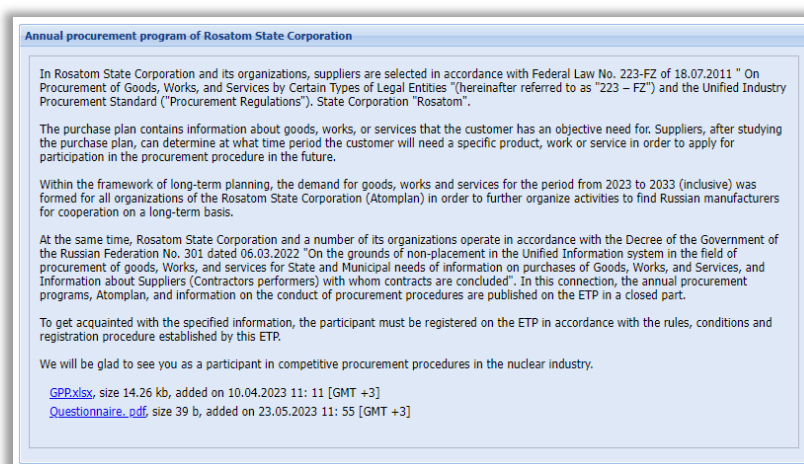 Annual procurement program of Rosatom State Corporation
In Rosatom State Corporation and its organizations, suppliers are selected in accordance with Federal Law No. 223-FZ of 18.07.2011 " On
Procurement of Goods, Works, and Services by Certain Types of Legal Entities "(hereinafter referred to as "223 – FZ") and the Unified Industry
Procurement Standard ("Procurement Regulations"). State Corporation "Rosatom".
The purchase plan contains information about goods, works, or services that the customer has an objective need for. Suppliers, after studying
the purchase plan, can determine at what time period the customer will need a specific product, work or service in order to apply for
participation in the procurement procedure in the future.
Within the framework of long-term planning, the demand for goods, works and services for the period from 2023 to 2033 (inclusive) was
formed for all organizations of the Rosatom State Corporation (Atomplan) in order to further organize activities to find Russian manufacturers
for cooperation on a long-term basis.
At the same time, Rosatom State Corporation and a number of its organizations operate in accordance with the Decree of the Government of
the Russian Federation No. 301 dated 06.03.2022 "On the grounds of non-placement in the Unified Information system in the field of
procurement of goods, Works, and services for State and Municipal needs of information on purchases of Goods, Works, and Services, and
Information about Suppliers (Contractors performers) with whom contracts are concluded". In this connection, the annual procurement
programs, Atomplan, and information on the conduct of procurement procedures are published on the ETP in a closed part.
To get acquainted with the specified information, the participant must be registered on the ETP in accordance with the rules, conditions and
registration procedure established by this ETP.
We will be glad to see you as a participant in competitive procurement procedures in the nuclear industry.
GPP.xlsx, size 14.26 kb, added on 10.04.2023 11: 11 [GMT +3]
Questionnaire. pdf, size 39 b, added on 23.05.2023 11: 55 [GMT +3]